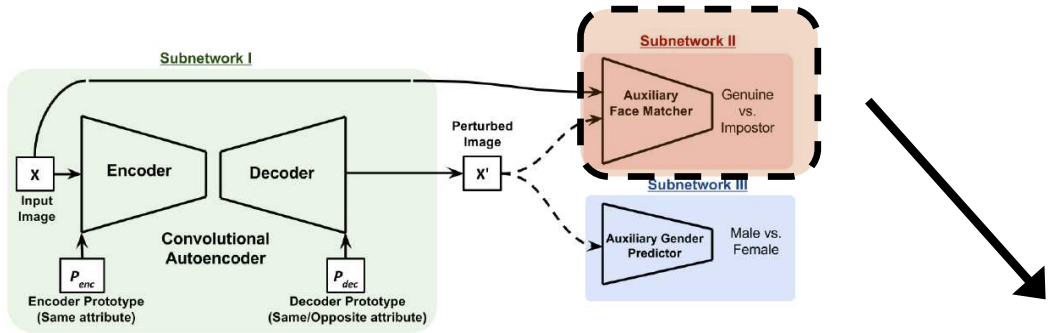 Subnetwork I
Subnetwork II
Auxiliary
Face Matcher
Genuine
vs.
Impostor
Perturbed
Image
X
Input
Image
Encoder
Decoder
X'
Convolutional
Autoencoder
P_enc
Encoder Prototype
(Same attribute)
P_dec
Decoder Prototype
(Same/Opposite attribute)
Subnetwork III
Auxiliary Gender
Predictor
Male vs.
Female